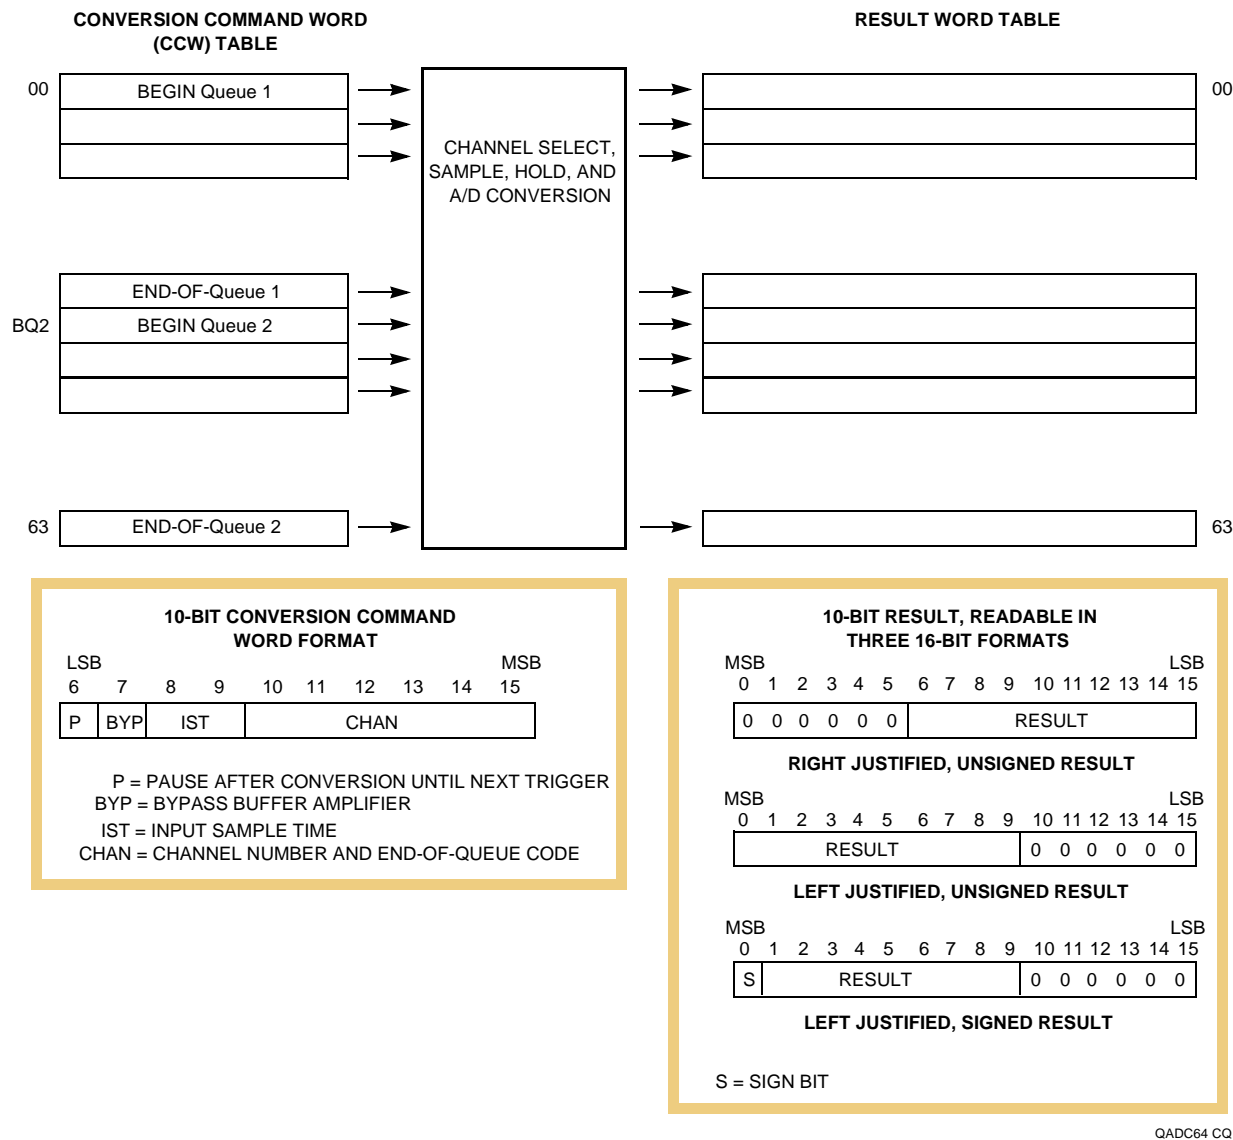 CONVERSION COMMAND WORD
(CCW) TABLE
RESULT WORD TABLE
00 BEGIN Queue 1 00
CHANNEL SELECT,
SAMPLE, HOLD, AND
A/D CONVERSION
END-OF-Queue 1
BQ2 BEGIN Queue 2
63 END-OF-Queue 2 63
10-BIT CONVERSION COMMAND
WORD FORMAT
LSB MSB
6 7 8 9 10 11 12 13 14 15
P BYP IST CHAN
P = PAUSE AFTER CONVERSION UNTIL NEXT TRIGGER
BYP = BYPASS BUFFER AMPLIFIER
IST = INPUT SAMPLE TIME
CHAN = CHANNEL NUMBER AND END-OF-QUEUE CODE
10-BIT RESULT, READABLE IN
THREE 16-BIT FORMATS
MSB LSB
0 1 2 3 4 5 6 7 8 9 10 11 12 13 14 15
0 0 0 0 0 0 RESULT
RIGHT JUSTIFIED, UNSIGNED RESULT
MSB LSB
0 1 2 3 4 5 6 7 8 9 10 11 12 13 14 15
RESULT 0 0 0 0 0 0
LEFT JUSTIFIED, UNSIGNED RESULT
MSB LSB
0 1 2 3 4 5 6 7 8 9 10 11 12 13 14 15
S RESULT 0 0 0 0 0 0
LEFT JUSTIFIED, SIGNED RESULT
S = SIGN BIT
QADC64 CQ